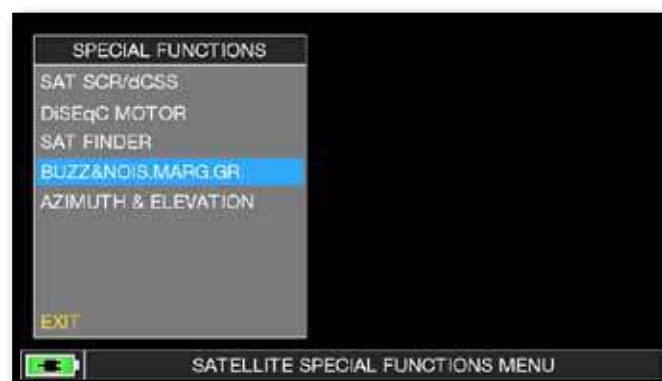 SPECIAL FUNCTIONS
SAT SCR/dCSS
DiSEqC MOTOR
SAT FINDER
BUZZ&NOIS.MARG.GR.
AZIMUTH & ELEVATION
EXIT
SATELLITE SPECIAL FUNCTIONS MENU